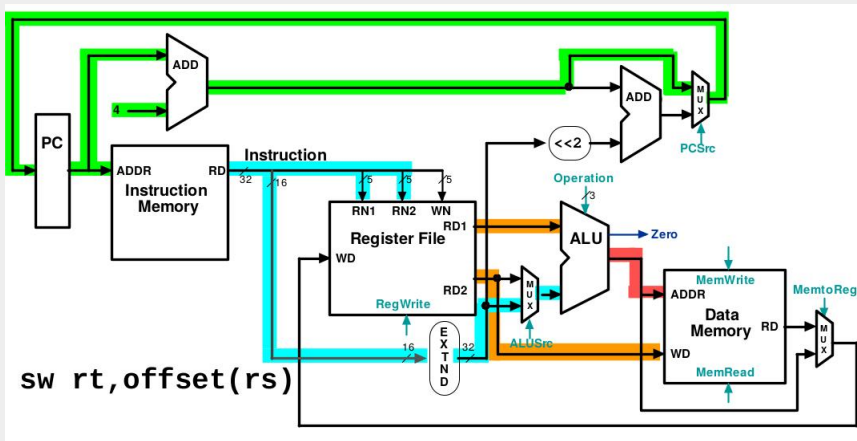 ADD
4
ADD
MUX
PCSrc
PC
<<2
Instruction
ADDR
RD
32
16
5
5
5
Instruction Memory
Operation
3
RN1
RN2
WN
RD1
Register File
WD
RD2
RegWrite
ALU
Zero
MUX
ALUSrc
MemWrite
ADDR
Data Memory
RD
WD
MemRead
MemtoReg
MUX
16
EXTND
32
sw rt,offset(rs)